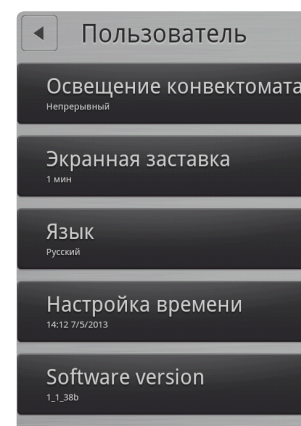 Пользователь
Освещение конвектомата
Непрерывный
Экранная заставка
1 мин
Язык
Русский
Настройка времени
14:12 7/5/2013
Software version
1_1_38b